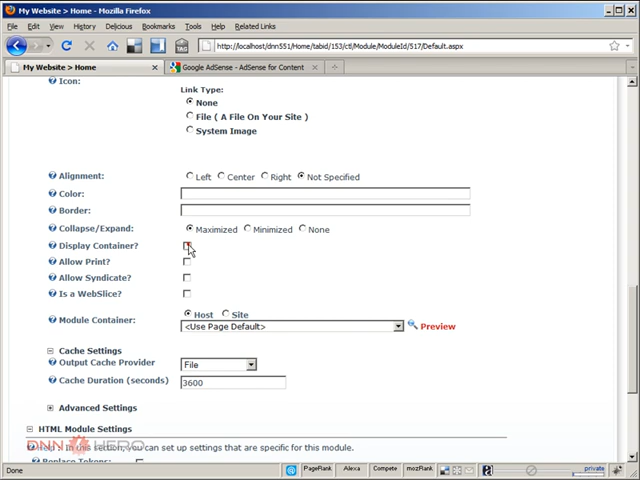 My Website > Home - Mozilla Firefox
File Edit View History Delicious Bookmarks Tools Help Related Links
http://localhost/dnn551/Home/tabid/153/ctl/Module/ModuleId/517/Default.aspx
My Website > Home
Google AdSense - AdSense for Content
Icon:
Link Type:
None
File ( A File On Your Site )
System Image
Alignment: Left Center Right Not Specified
Color:
Border:
Collapse/Expand: Maximized Minimized None
Display Container?
Allow Print?
Allow Syndicate?
Is a WebSlice?
Host Site
Module Container: <Use Page Default> Preview
Cache Settings
Output Cache Provider File
Cache Duration (seconds) 3600
Advanced Settings
HTML Module Settings
DNN HERO
In this section, you can set up settings that are specific for this module.
Replace Tokens:
Done PageRank Alexa Compete mozRank private